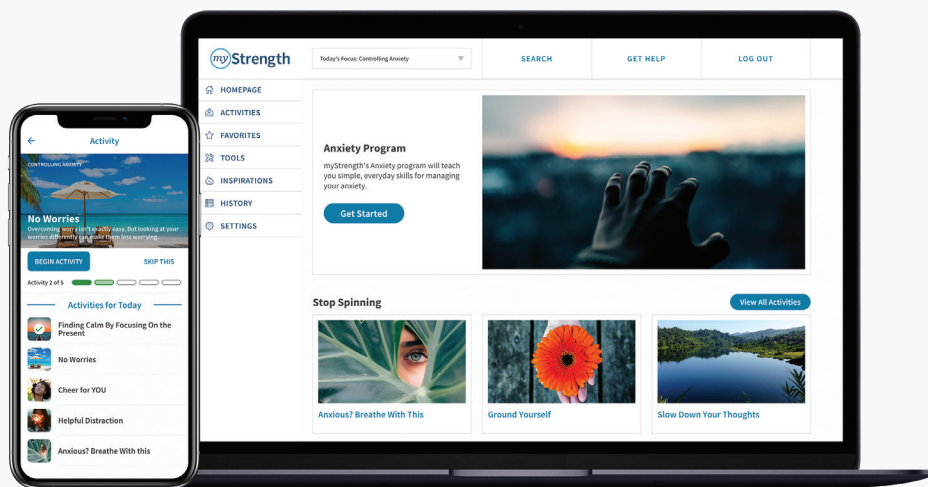 Activity
CONTROLLING ANXIETY
No Worries
Overcoming worry isn't exactly easy. But looking at your
worries differently can make them less worrying.
BEGIN ACTIVITY
SKIP THIS
Activity 2 of 5
Activities for Today
Finding Calm By Focusing On the
Present
No Worries
Cheer for YOU
Helpful Distraction
Anxious? Breathe With this
myStrength
Today's Focus: Controlling Anxiety
SEARCH
GET HELP
LOG OUT
HOMEPAGE
ACTIVITIES
FAVORITES
TOOLS
INSPIRATIONS
HISTORY
SETTINGS
Anxiety Program
myStrength's Anxiety program will teach
you simple, everyday skills for managing
your anxiety.
Get Started
Stop Spinning
View All Activities
Anxious? Breathe With This
Ground Yourself
Slow Down Your Thoughts